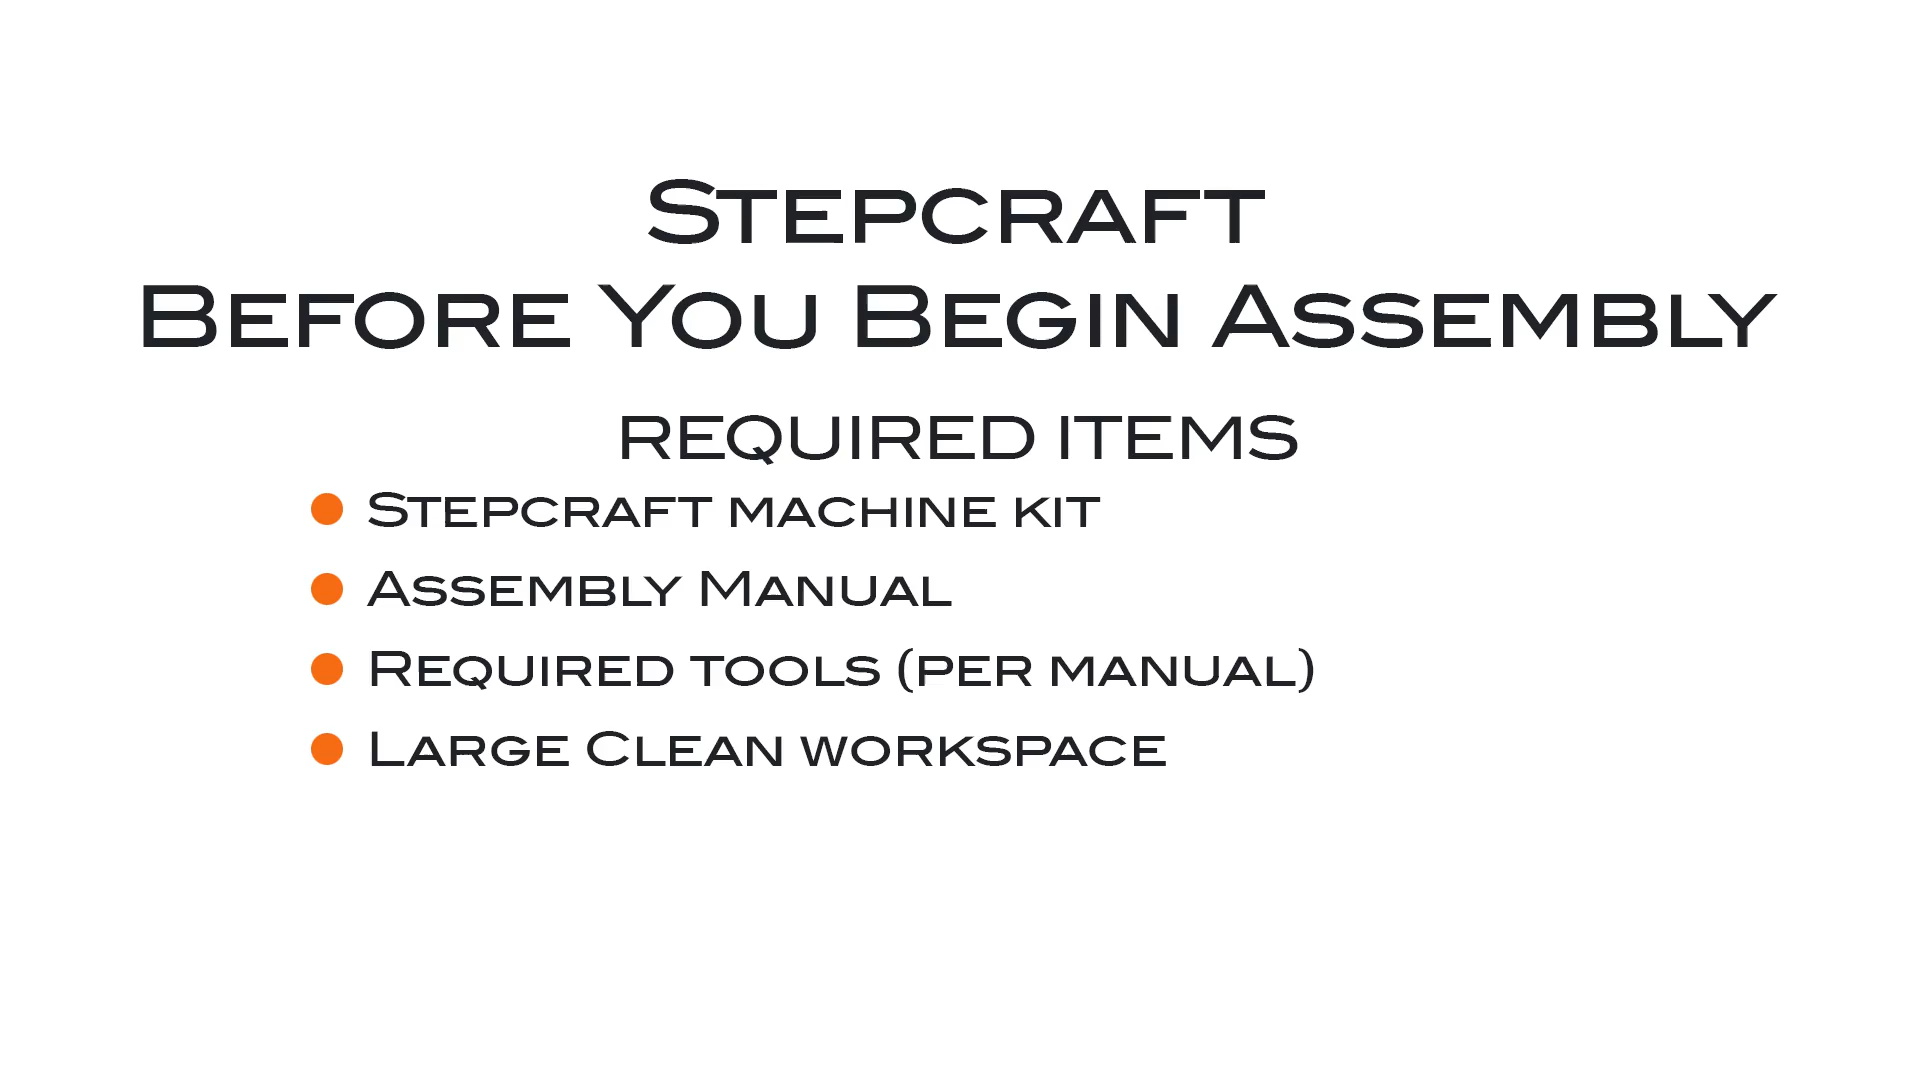 Stepcraft
Before You Begin Assembly
REQUIRED ITEMS
Stepcraft machine kit
Assembly Manual
Required tools (per manual)
Large Clean workspace